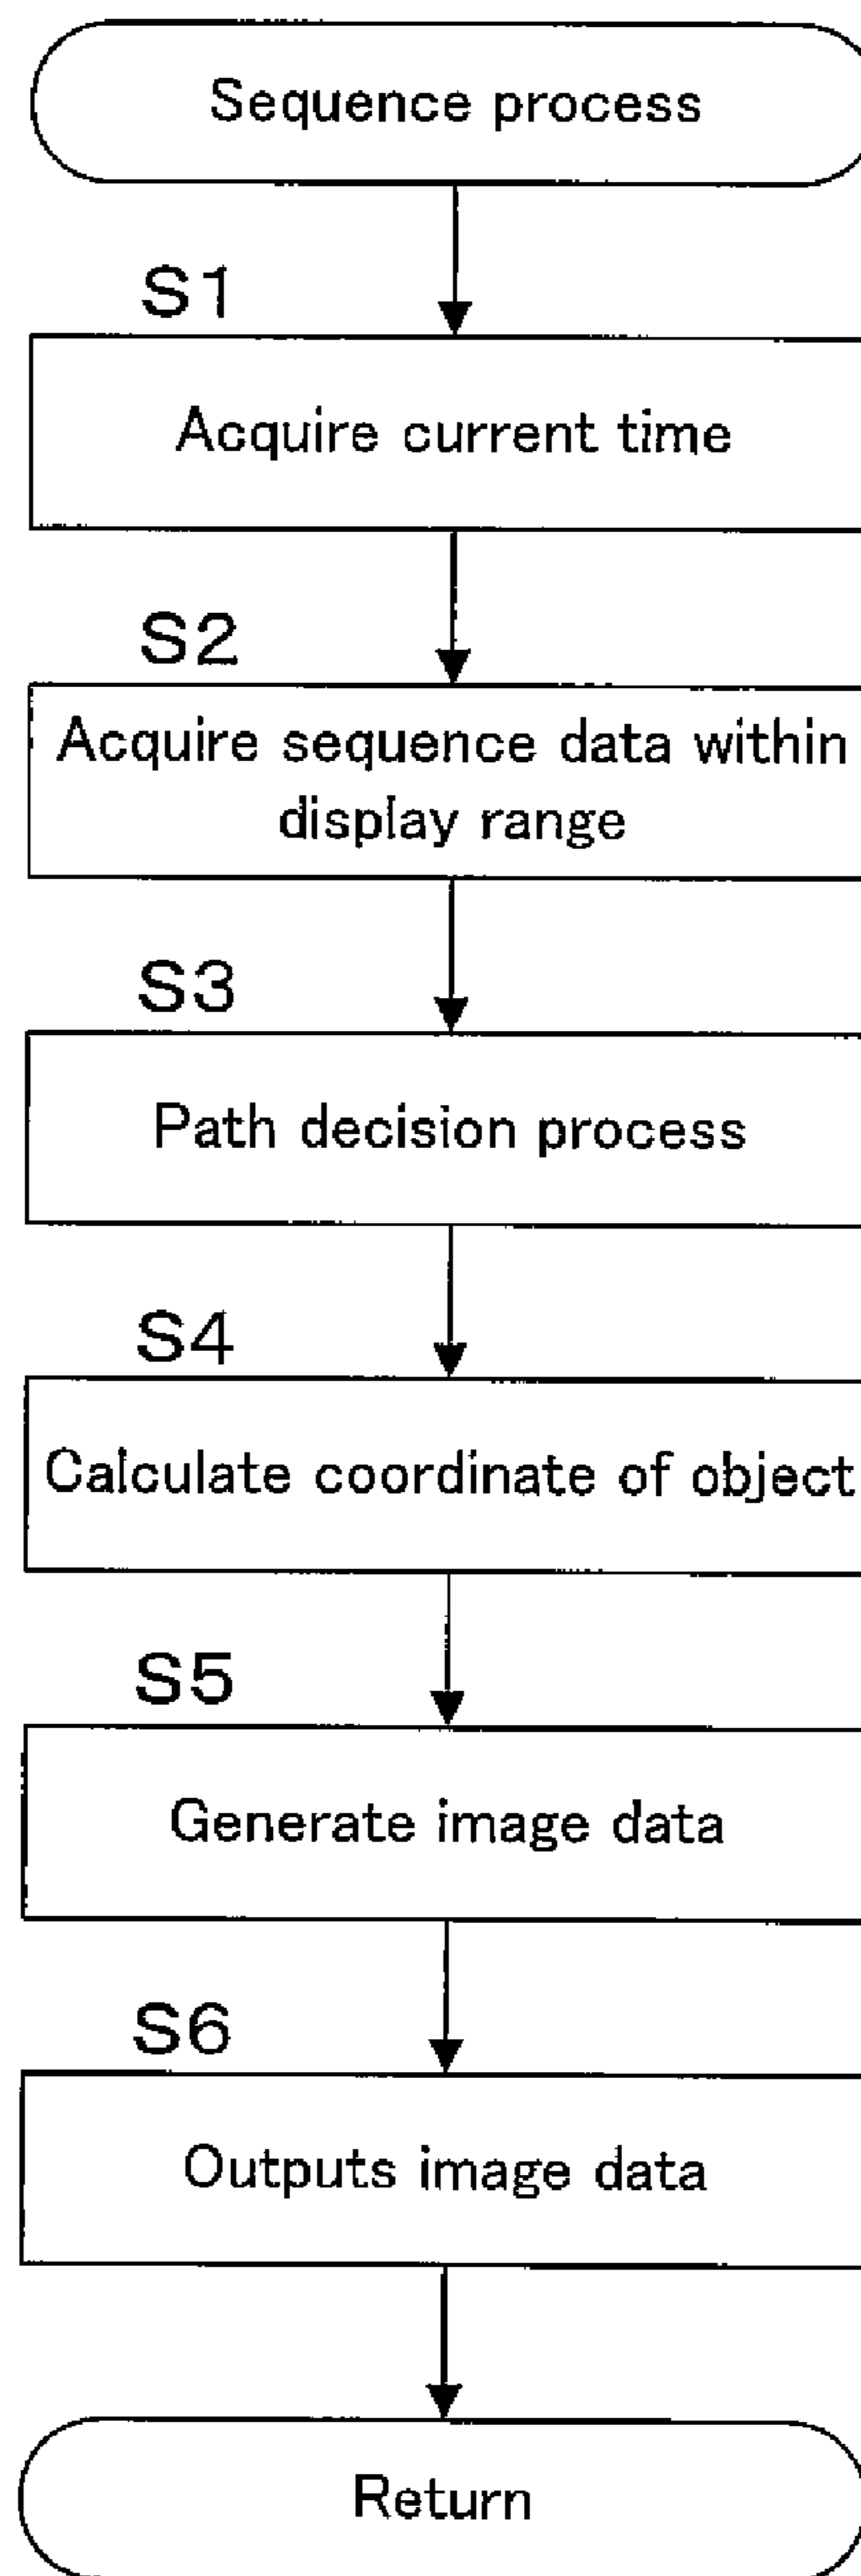 Sequence process
S1
Acquire current time
S2
Acquire sequence data within
display range
S3
Path decision process
S4
Calculate coordinate of object
S5
Generate image data
S6
Outputs image data
Return